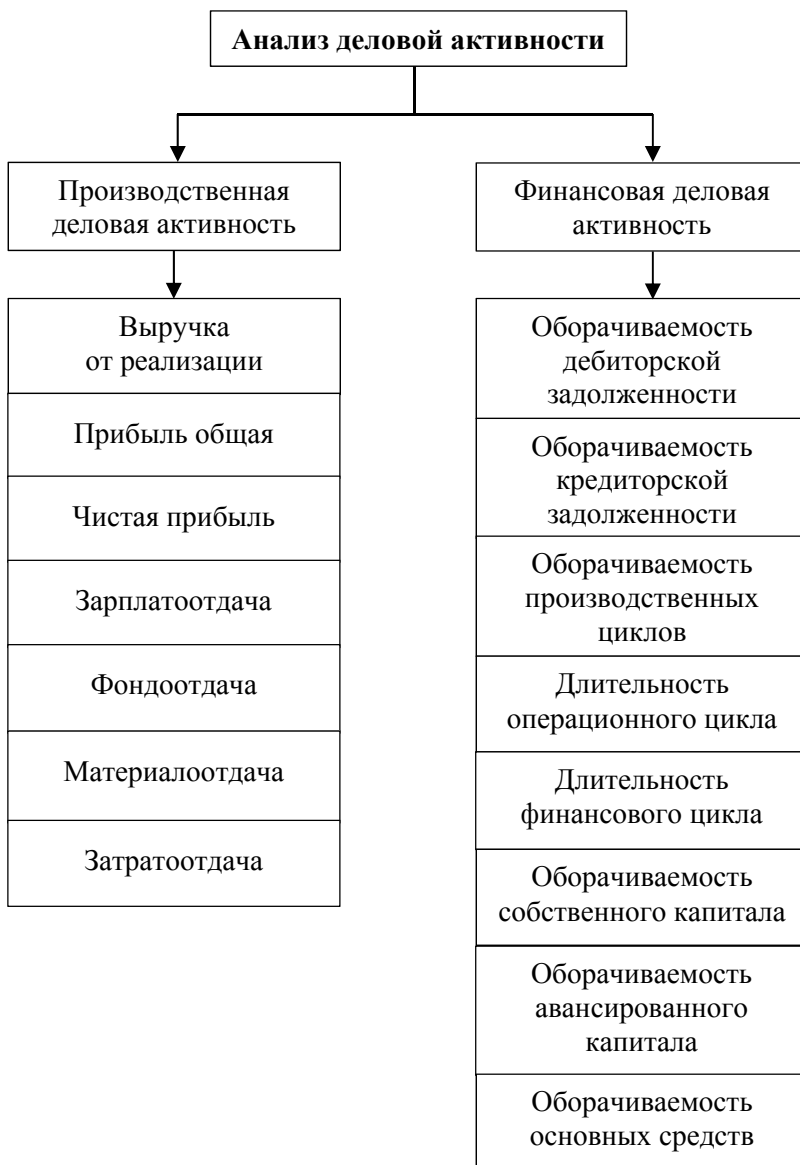 Анализ деловой активности
Производственная
деловая активность
Выручка
от реализации
Прибыль общая
Чистая прибыль
Зарплатоотдача
Фондоотдача
Материалоотдача
Затратоотдача
Финансовая деловая
активность
Оборачиваемость
дебиторской
задолженности
Оборачиваемость
кредиторской
задолженности
Оборачиваемость
производственных
циклов
Длительность
операционного цикла
Длительность
финансового цикла
Оборачиваемость
собственного капитала
Оборачиваемость
авансированного
капитала
Оборачиваемость
основных средств